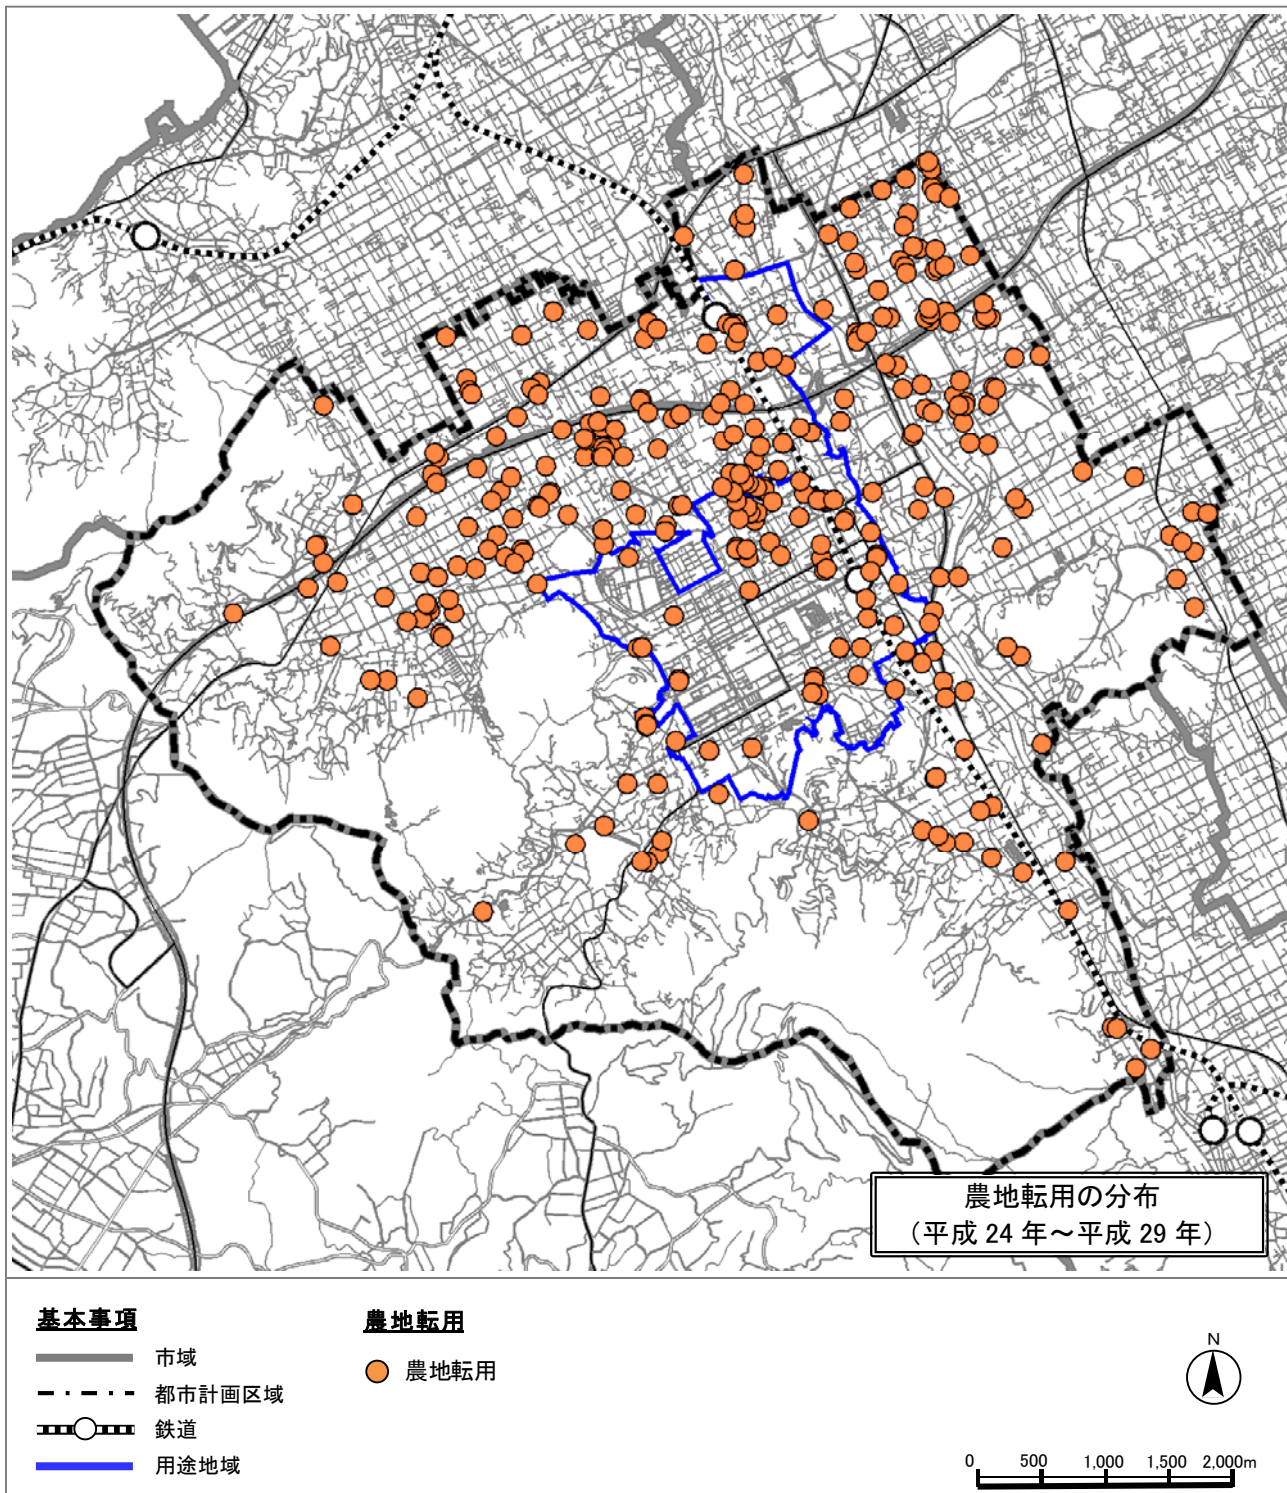 農地転用の分布
（平成 24 年～平成 29 年）
基本事項
市域
都市計画区域
鉄道
用途地域
農地転用
農地転用
N
0 500 1,000 1,500 2,000m